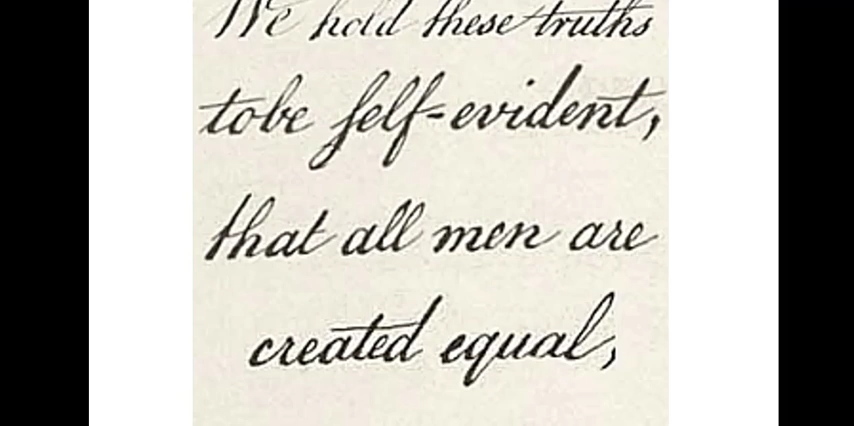 We hold these truths
tobe self-evident,
that all men are
created equal,